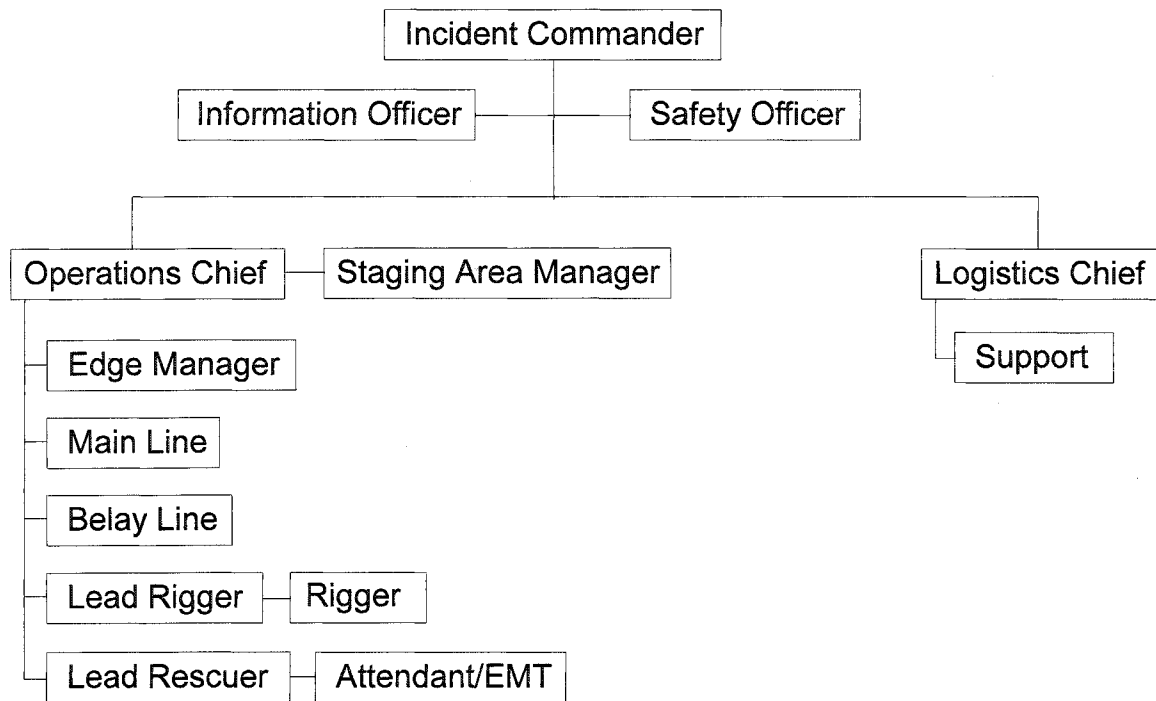 Incident Commander
Information Officer
Safety Officer
Operations Chief
Staging Area Manager
Logistics Chief
Edge Manager
Support
Main Line
Belay Line
Lead Rigger
Rigger
Lead Rescuer
Attendant/EMT